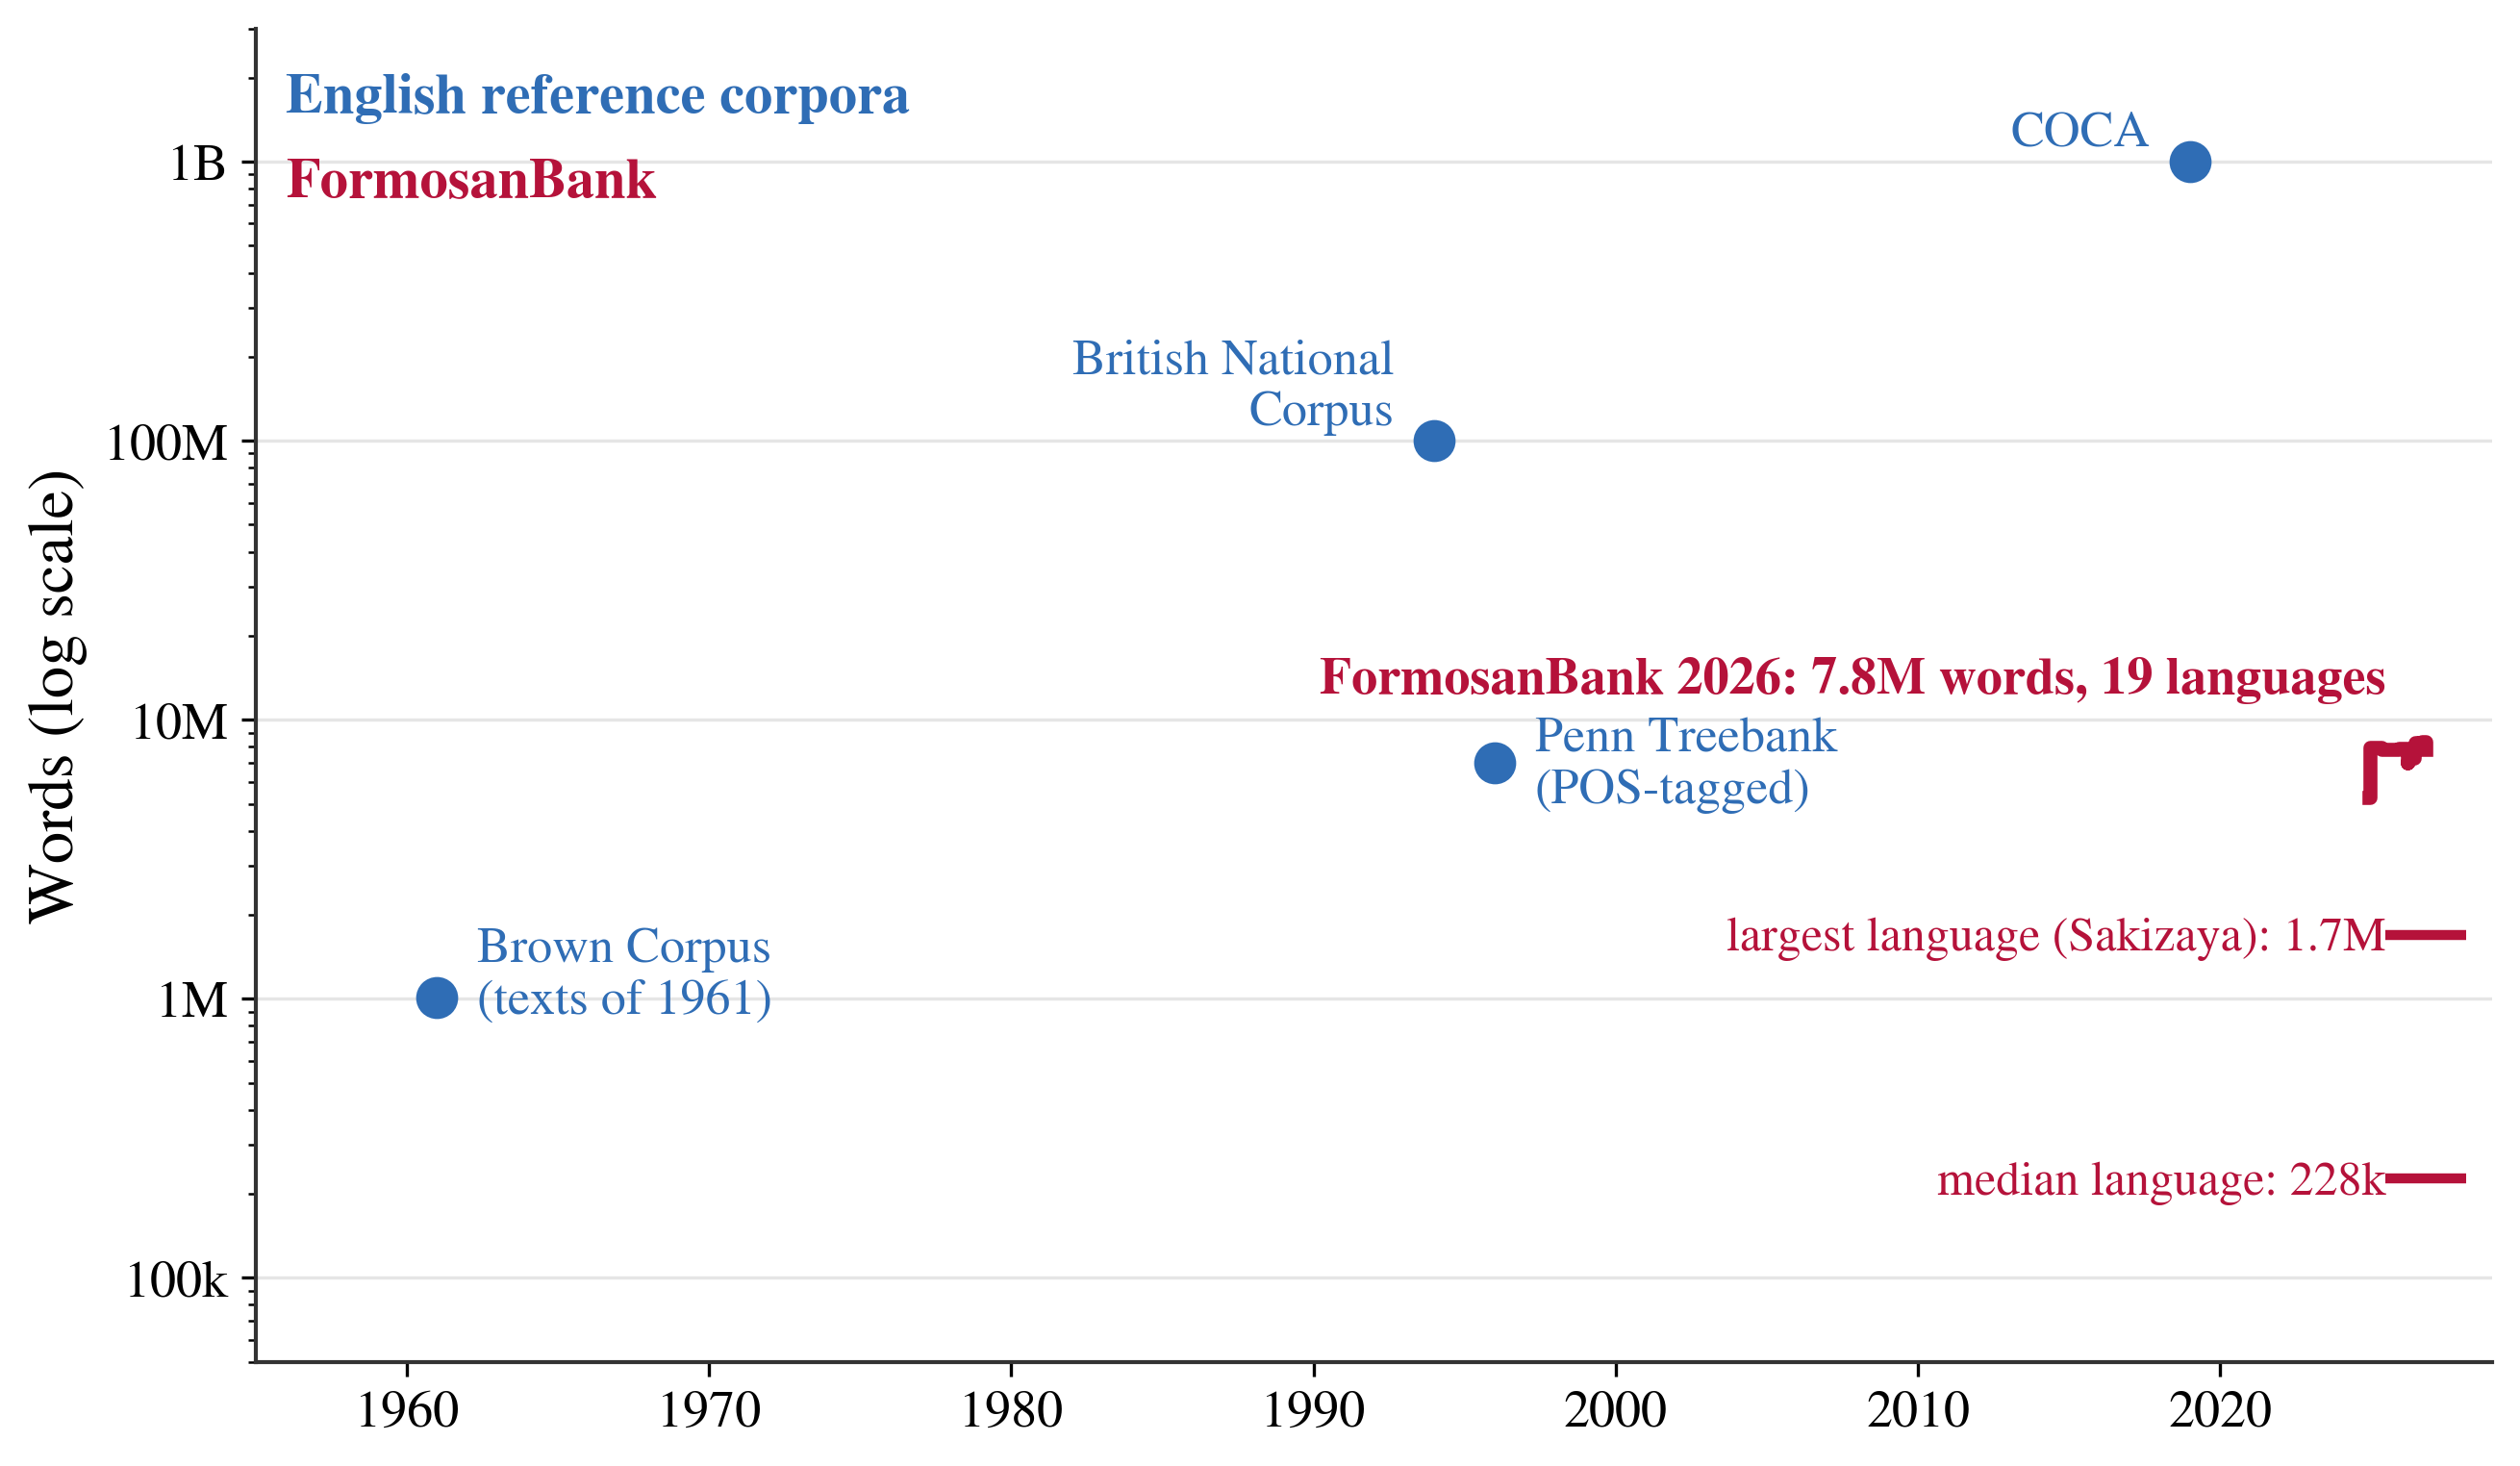 English reference corpora
FormosanBank
COCA
British National
Corpus
FormosanBank 2026: 7.8M words, 19 languages
Penn Treebank
(POS-tagged)
largest language (Sakizaya): 1.7M
Brown Corpus
(texts of 1961)
median language: 228k
Words (log scale)
1B
100M
10M
1M
100k
1960
1970
1980
1990
2000
2010
2020